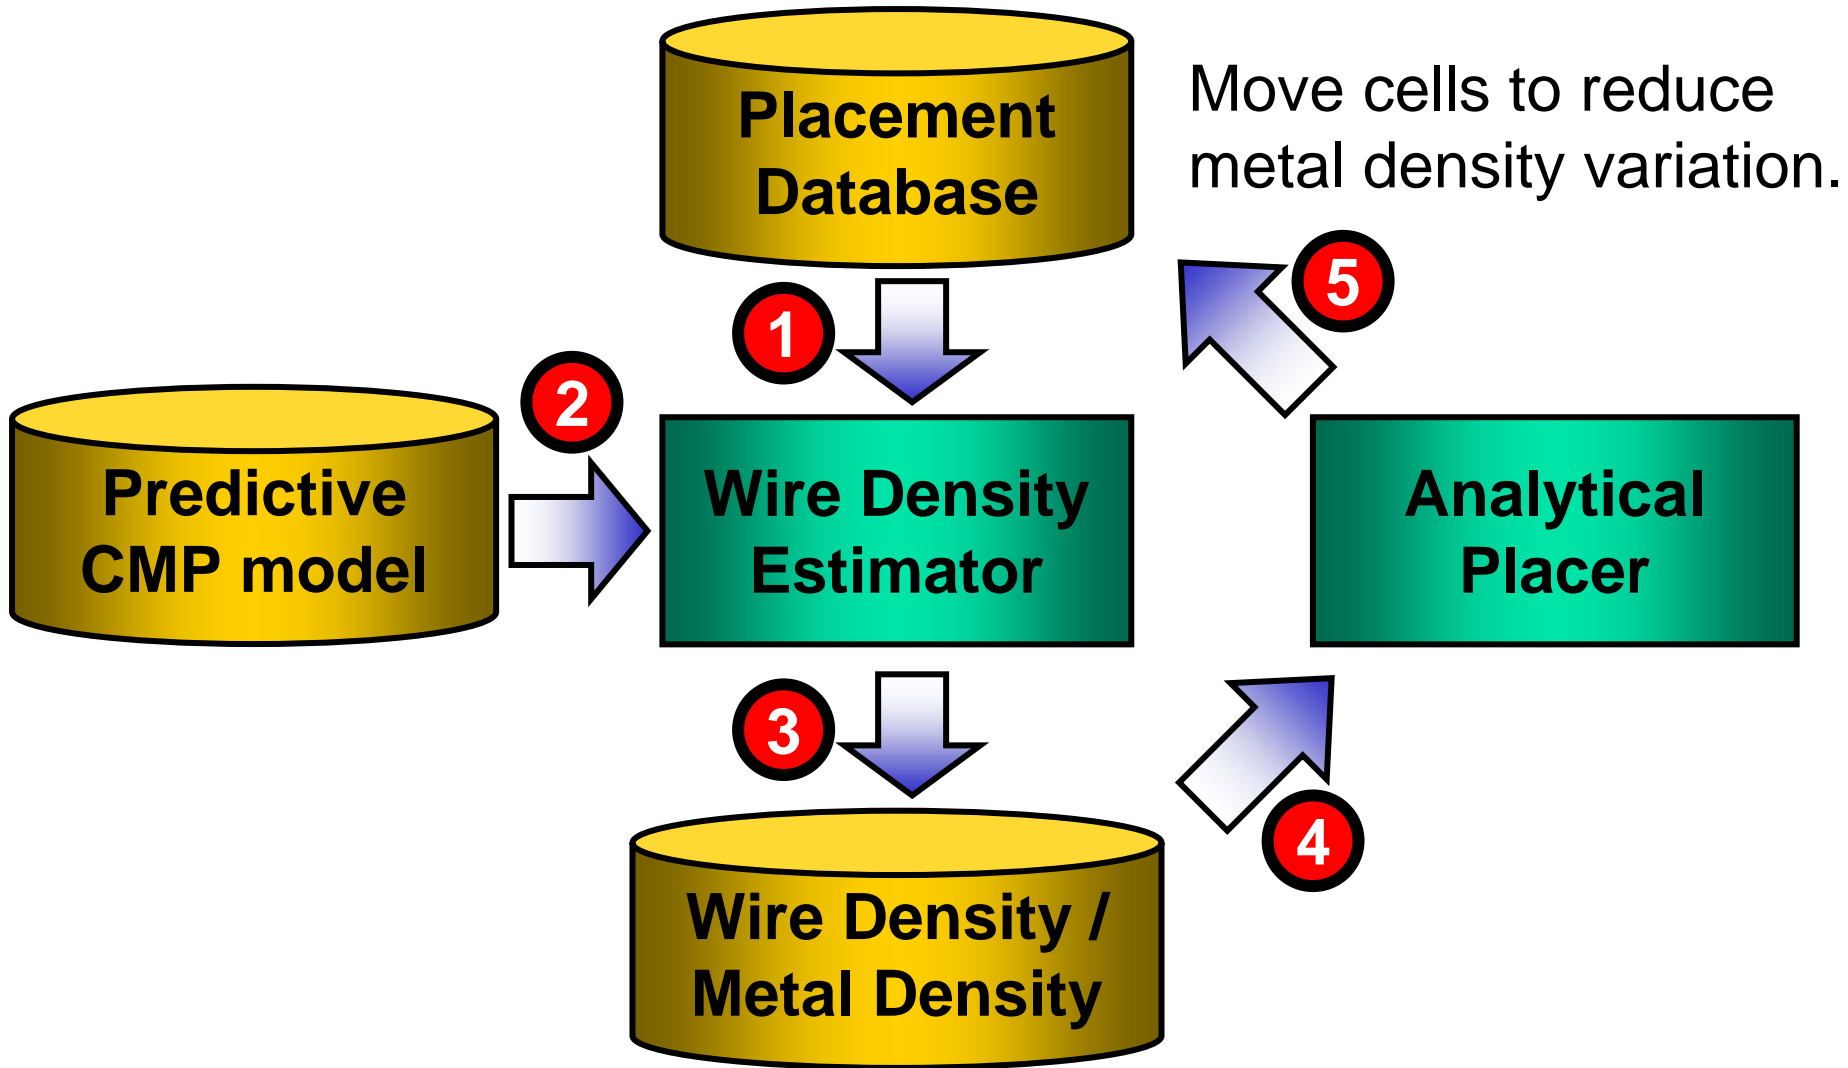 Placement
Database
Move cells to reduce
metal density variation.
5
1
2
Predictive
CMP model
Wire Density
Estimator
Analytical
Placer
3
4
Wire Density /
Metal Density